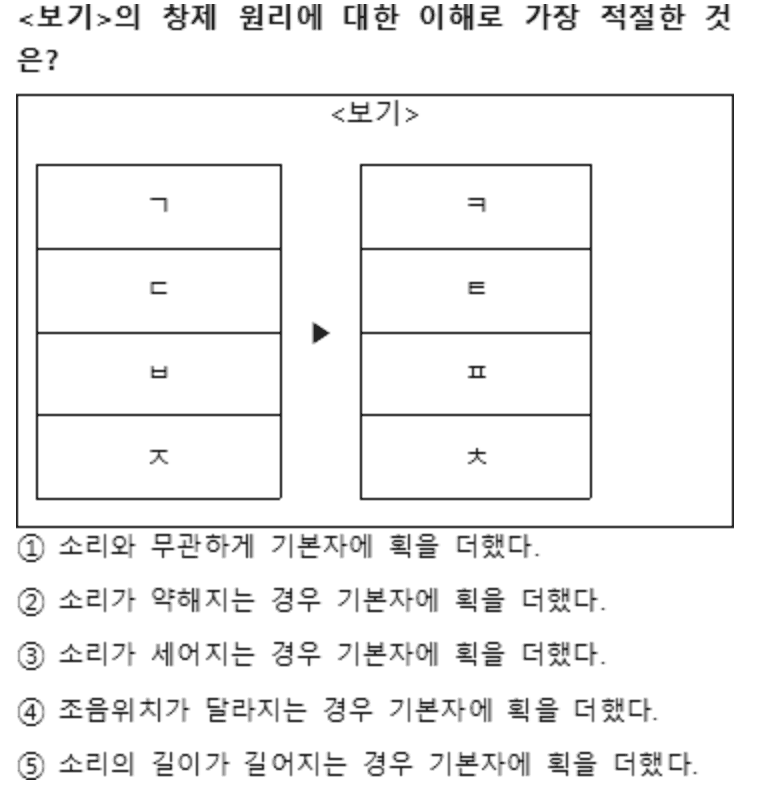 <보기>의 창제 원리에 대한 이해로 가장 적절한 것
은?
<보기>
ㄱ ㅋ
ㄷ ㅌ
▶
ㅂ ㅍ
ㅈ ㅊ
① 소리와 무관하게 기본자에 획을 더했다.
② 소리가 약해지는 경우 기본자에 획을 더했다.
③ 소리가 세어지는 경우 기본자에 획을 더했다.
④ 조음위치가 달라지는 경우 기본자에 획을 더했다.
⑤ 소리의 길이가 길어지는 경우 기본자에 획을 더했다.